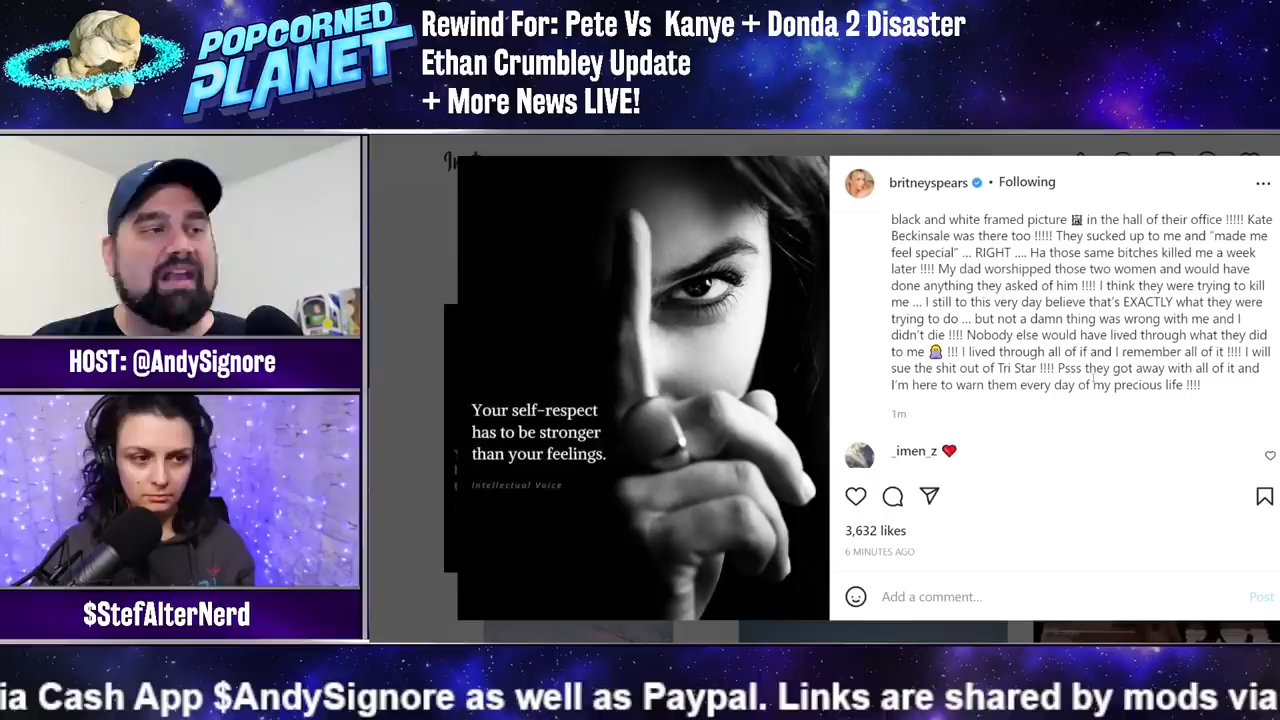 POPCORNED
PLANET
Rewind For: Pete Vs Kanye + Donda 2 Disaster
Ethan Crumbley Update
+ More News LIVE!
HOST: @AndySignore
$StefAlterNerd
Your self-respect
has to be stronger
than your feelings.
Intellectual Voice
britneyspears • Following
black and white framed picture 🖼 in the hall of their office !!!!! Kate
Beckinsale was there too !!!!! They sucked up to me and “made me
feel special” … RIGHT …. Ha those same bitches killed me a week
later !!!! My dad worshipped those two women and would have
done anything they asked of him !!!! I think they were trying to kill
me … I still to this very day believe that’s EXACTLY what they were
trying to do … but not a damn thing was wrong with me and I
didn’t die !!!! Nobody else would have lived through what they did
to me 🤷🏼‍♀️ !!! I lived through all of if and I remember all of it !!!! I will
sue the shit out of Tri Star !!!! Psss they got away with all of it and
I’m here to warn them every day of my precious life !!!!
1m
_imen_z ❤️
3,632 likes
6 MINUTES AGO
Add a comment...
Post
ia Cash App $AndySignore as well as Paypal. Links are shared by mods via